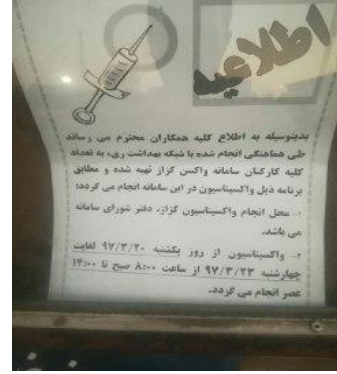 اطلاعیه
بدینوسیله به اطلاع کلیه همکاران محترم می رساند
طی هماهنگی انجام شده با شبکه بهداشت ری، به تعداد
کلیه کارکنان سامانه واکسن کزاز تهیه شده و مطابق
برنامه ذیل واکسیناسیون در این سامانه انجام می گردد:
۱- محل انجام واکسیناسیون کزاز، دفتر شورای سامانه
می باشد.
۲- واکسیناسیون از روز یکشنبه ۹۷/۳/۲۰ لغایت
چهارشنبه ۹۷/۳/۲۳ از ساعت ۸:۰۰ صبح تا ۱۴:۰۰
عصر انجام می گردد.